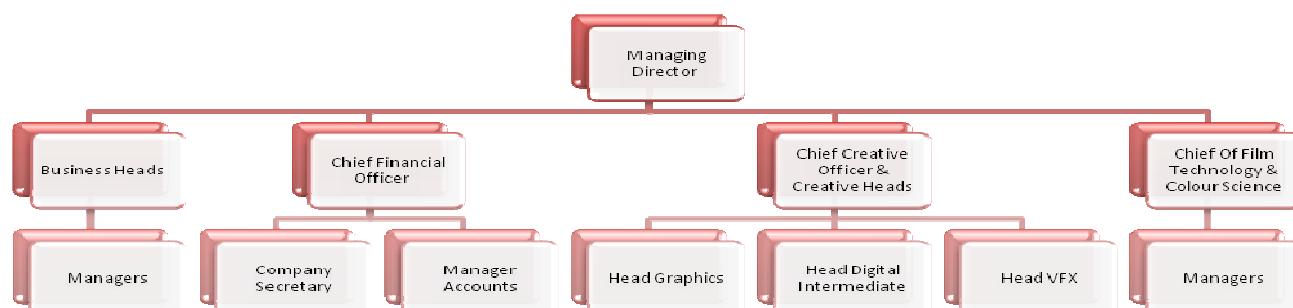 Managing
Director
Business Heads
Chief Financial
Officer
Chief Creative
Officer &
Creative Heads
Chief Of Film
Technology &
Colour Science
Managers
Company
Secretary
Manager
Accounts
Head Graphics
Head Digital
Intermediate
Head VFX
Managers